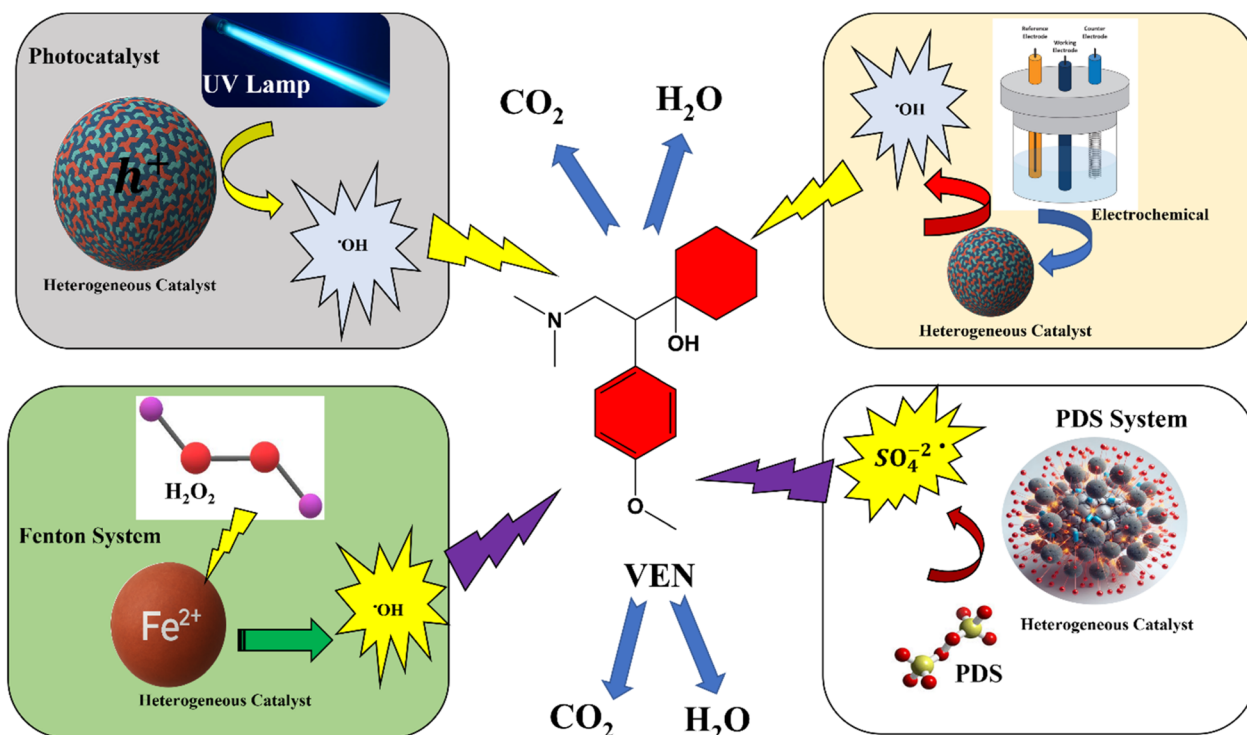 Photocatalyst
UV Lamp
h⁺
·OH
Heterogeneous Catalyst
CO₂
H₂O
·OH
Reference Electrode
Working Electrode
Counter Electrode
Electrochemical
Heterogeneous Catalyst
N
OH
O
VEN
CO₂
H₂O
H₂O₂
Fenton System
Fe²⁺
·OH
Heterogeneous Catalyst
PDS System
SO₄⁻² ·
Heterogeneous Catalyst
PDS